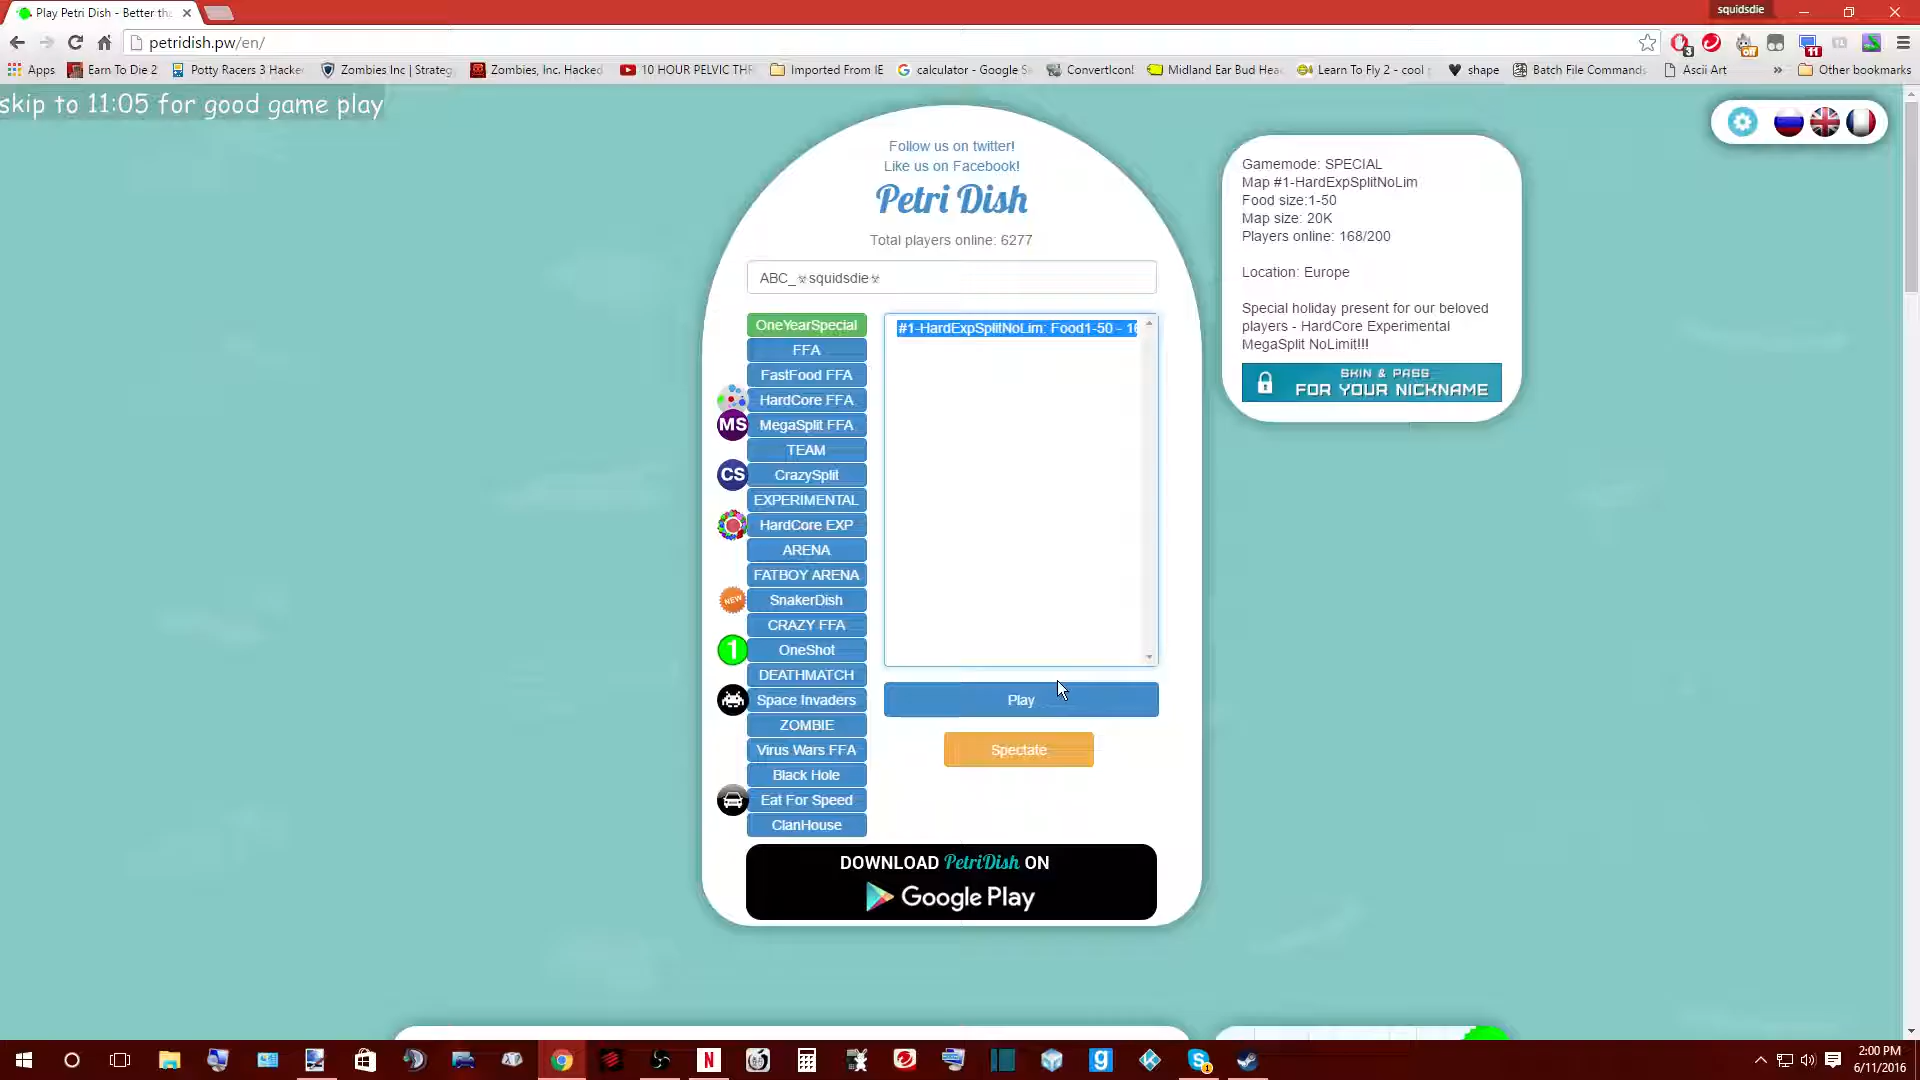 Play Petri Dish - Better tha
squidsdie
petridish.pw/en/
Apps
Earn To Die 2
Potty Racers 3 Hacke
Zombies Inc | Strateg
Zombies, Inc. Hacked
10 HOUR PELVIC THR
Imported From IE
calculator - Google Se
ConvertIcon!
Midland Ear Bud Hea
Learn To Fly 2 - cool
shape
Batch File Commands
Ascii Art
Other bookmarks
skip to 11:05 for good game play
Follow us on twitter!
Like us on Facebook!
Petri Dish
Total players online: 6277
ABC_☣squidsdie☣
OneYearSpecial
FFA
FastFood FFA
HardCore FFA
MS
MegaSplit FFA
TEAM
CS
CrazySplit
EXPERIMENTAL
HardCore EXP
ARENA
FATBOY ARENA
NEW
SnakerDish
CRAZY FFA
1
OneShot
DEATHMATCH
Space Invaders
ZOMBIE
Virus Wars FFA
Black Hole
Eat For Speed
ClanHouse
#1-HardExpSplitNoLim: Food1-50 - 16
Play
Spectate
DOWNLOAD PetriDish ON
Google Play
Gamemode: SPECIAL
Map #1-HardExpSplitNoLim
Food size:1-50
Map size: 20K
Players online: 168/200
Location: Europe
Special holiday present for our beloved
players - HardCore Experimental
MegaSplit NoLimit!!!
SKIN & PASS
FOR YOUR NICKNAME
2:00 PM
6/11/2016